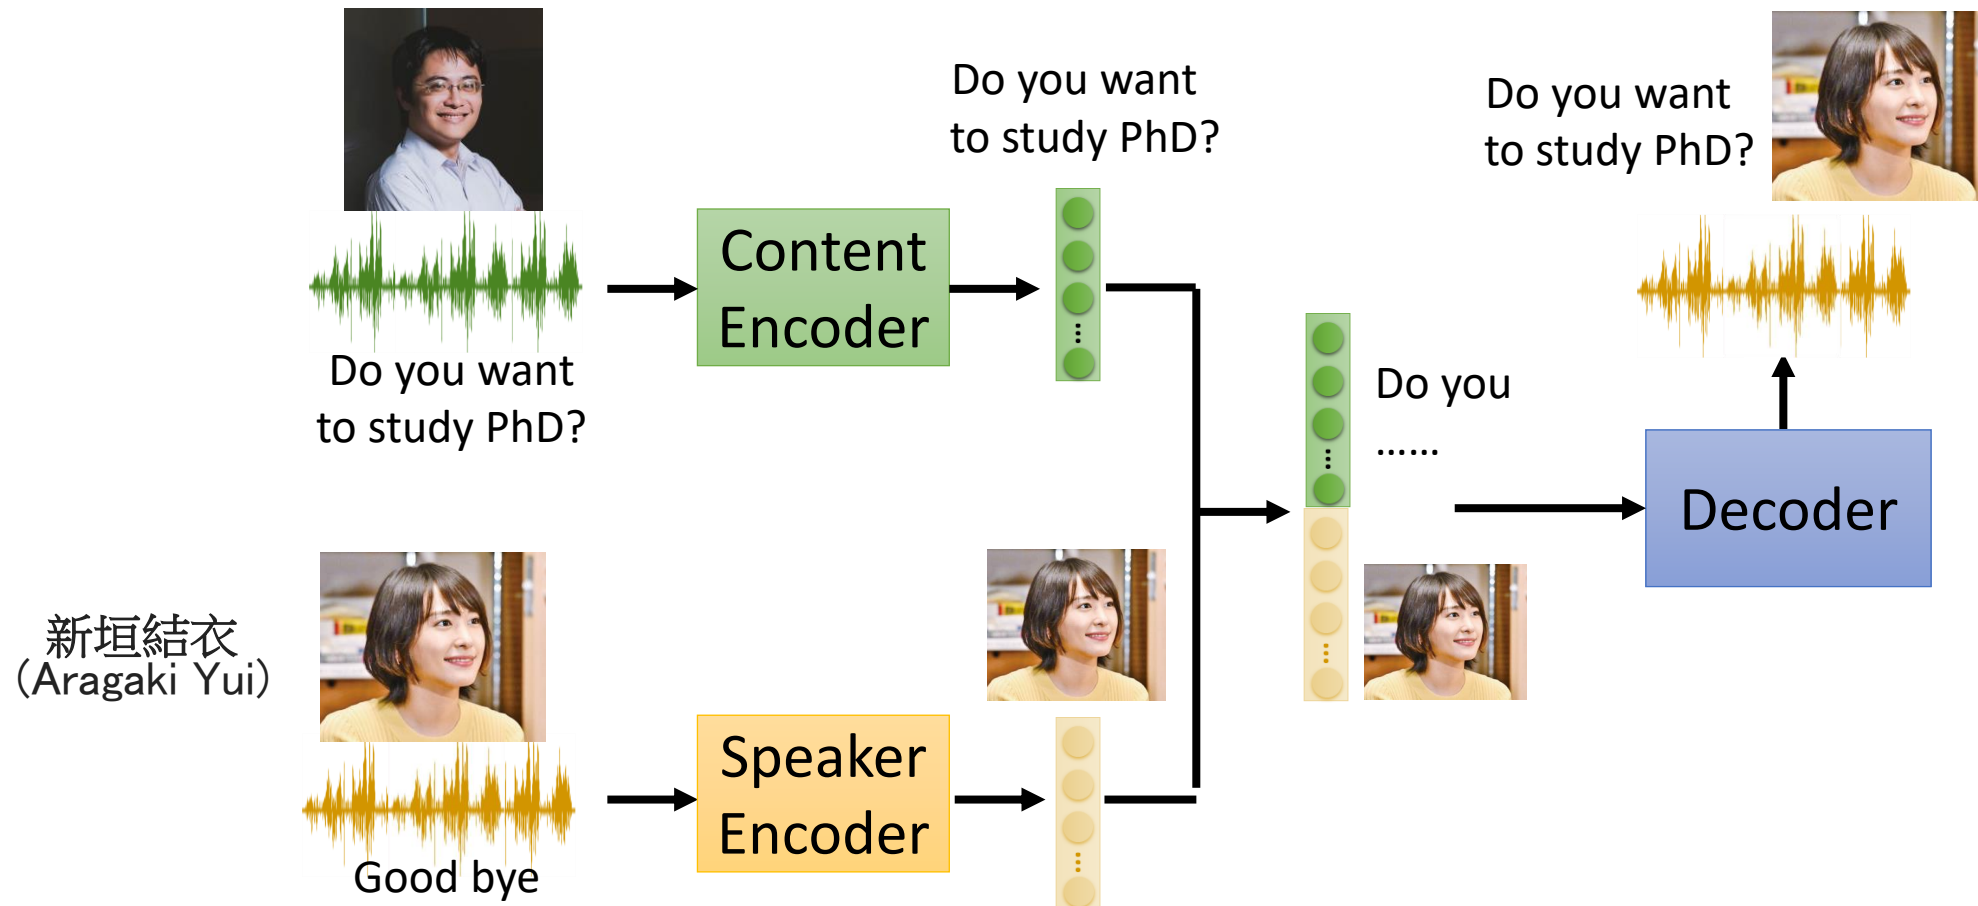 Do you want
to study PhD?
Content
Encoder
Do you want
to study PhD?
Do you want
to study PhD?
Do you
......
Decoder
新垣結衣
(Aragaki Yui)
Good bye
Speaker
Encoder